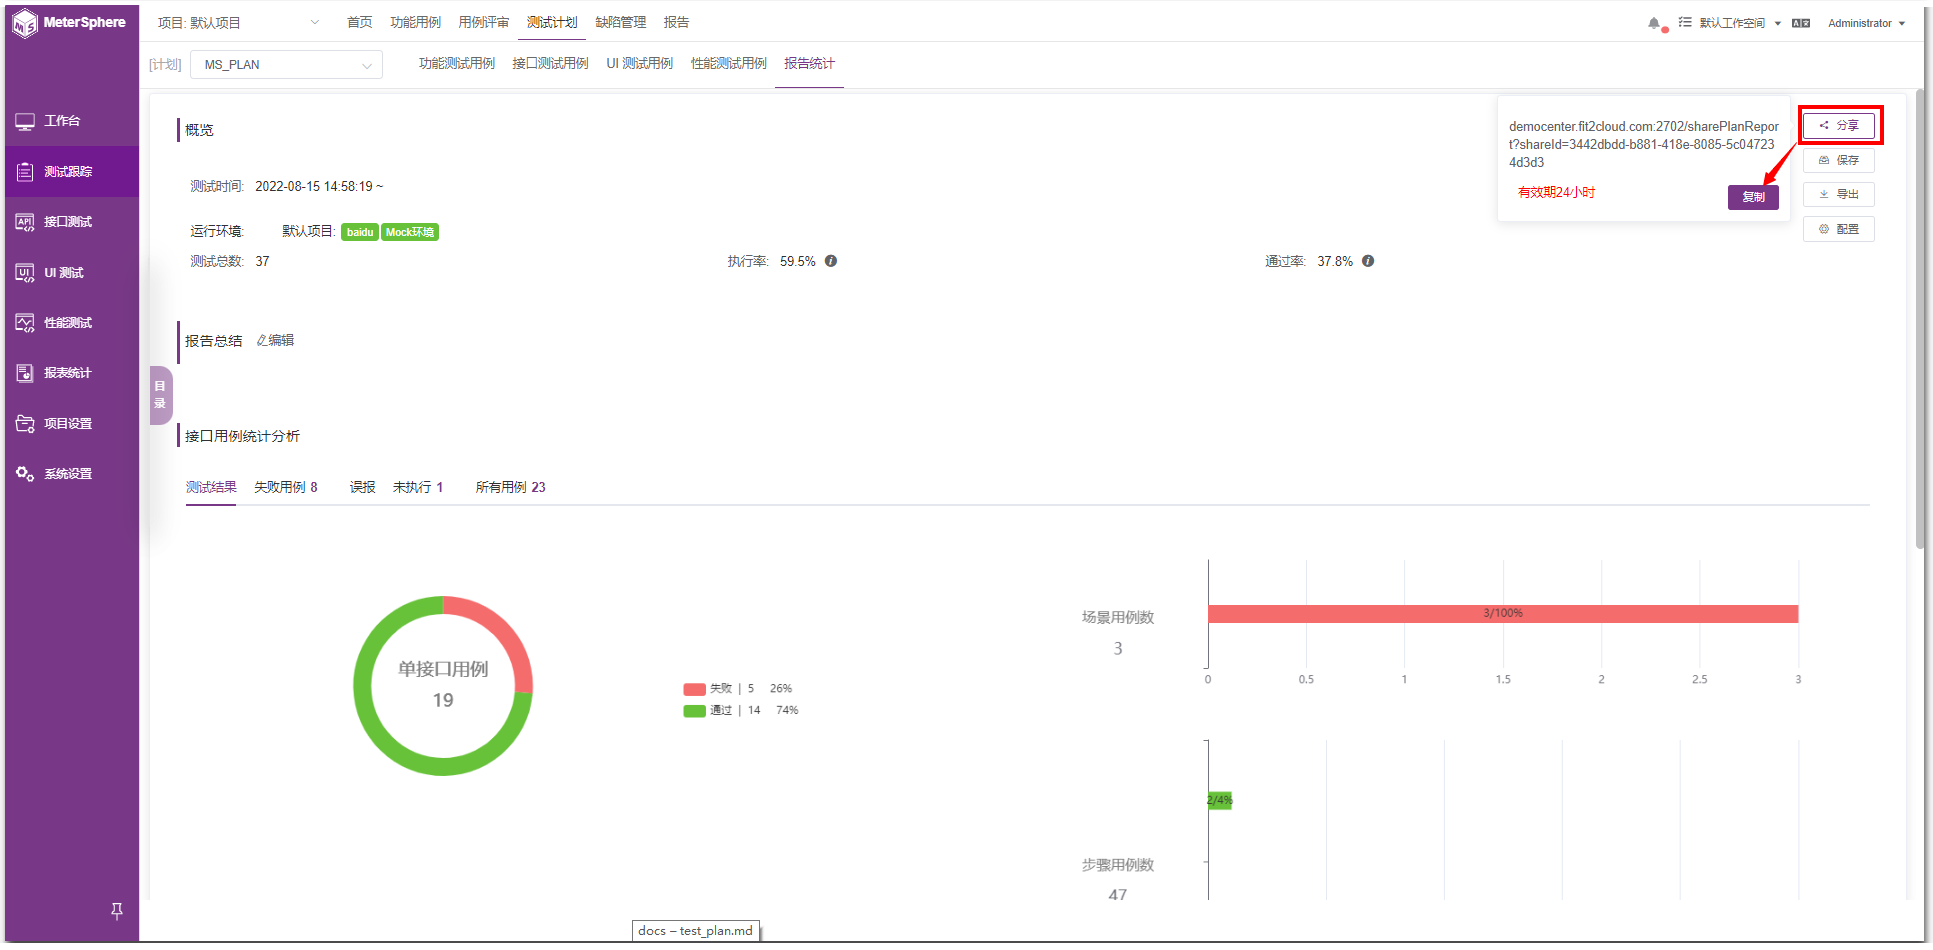 MeterSphere
项目: 默认项目
首页 功能用例 用例评审 测试计划 缺陷管理 报告
默认工作空间
Administrator
[计划] MS_PLAN
功能测试用例 接口测试用例 UI 测试用例 性能测试用例 报告统计
工作台
测试跟踪
接口测试
UI 测试
性能测试
报表统计
项目设置
系统设置
目录
概览
测试时间: 2022-08-15 14:58:19 ~
运行环境: 默认项目: baidu Mock环境
测试总数: 37 执行率: 59.5% 通过率: 37.8%
democenter.fit2cloud.com:2702/sharePlanRepor
t?shareId=3442dbdd-b881-418e-8085-5c04723
4d3d3
有效期24小时
复制
分享
保存
导出
配置
报告总结 编辑
接口用例统计分析
测试结果 失败用例 8 误报 未执行 1 所有用例 23
单接口用例
19
失败 | 5 26%
通过 | 14 74%
场景用例数
3
3/100%
0 0.5 1 1.5 2 2.5 3
2/4%
步骤用例数
47
docs – test_plan.md